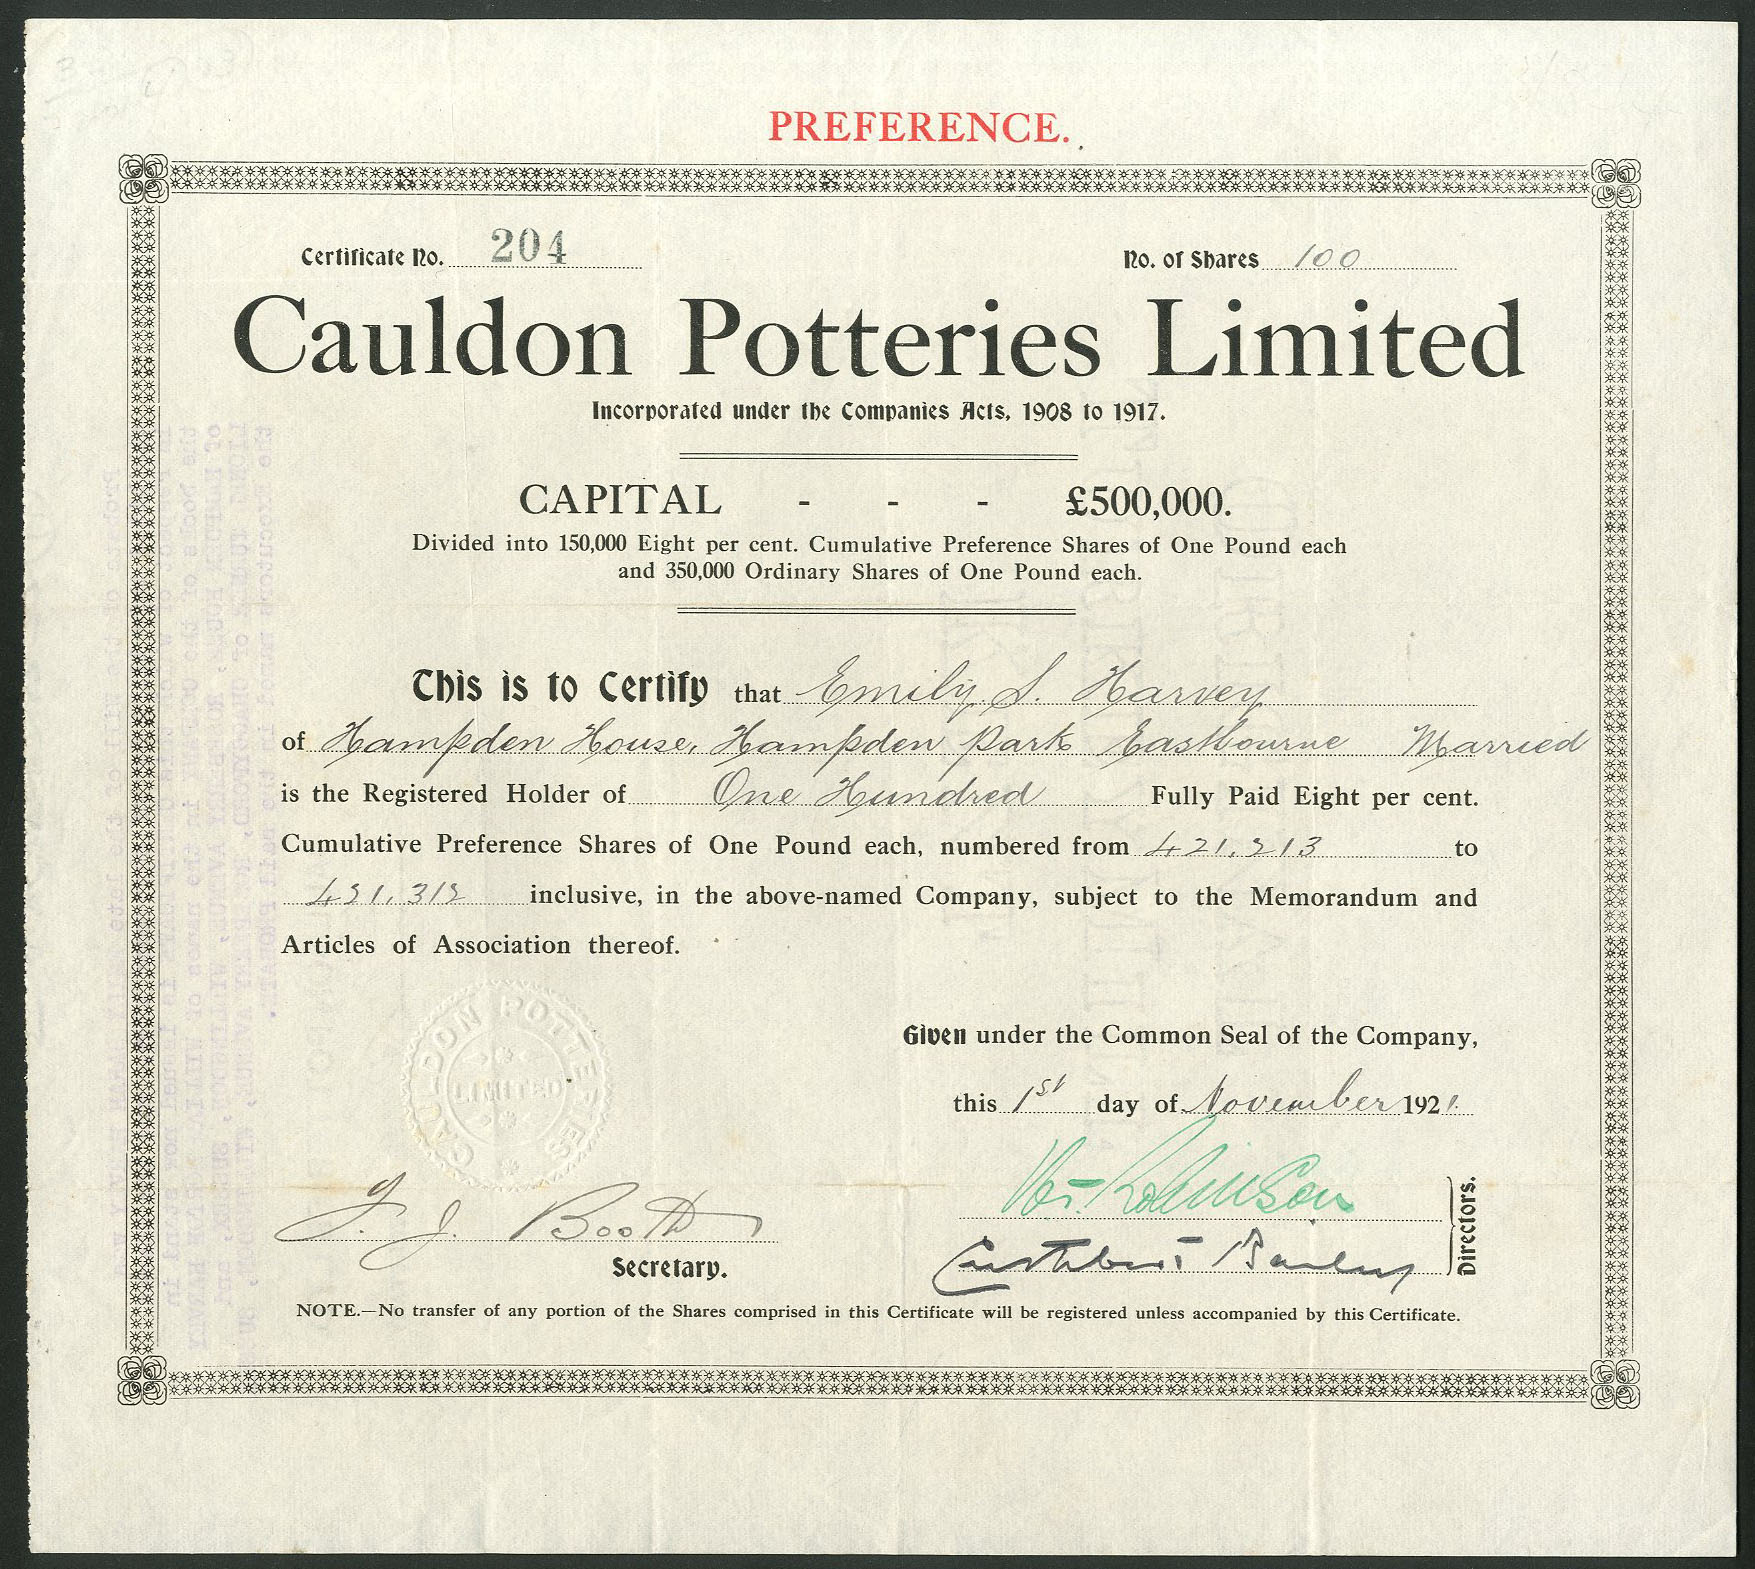 PREFERENCE.
Certificate No. 204
No. of Shares 100
Cauldon Potteries Limited
Incorporated under the Companies Acts, 1908 to 1917.
CAPITAL - - - £500,000.
Divided into 150,000 Eight per cent. Cumulative Preference Shares of One Pound each
and 350,000 Ordinary Shares of One Pound each.
This is to Certify that Emily S. Harvey
of Hampden House, Hampden Park Eastbourne Married
is the Registered Holder of One Hundred Fully Paid Eight per cent.
Cumulative Preference Shares of One Pound each, numbered from 421,213 to
421,312 inclusive, in the above-named Company, subject to the Memorandum and
Articles of Association thereof.
CAULDON POTTERIES
LIMITED
Given under the Common Seal of the Company,
this 1st day of November 1921.
Robinson
Cuthbert Bailey
Directors.
F. J. Booth
Secretary.
NOTE.—No transfer of any portion of the Shares comprised in this Certificate will be registered unless accompanied by this Certificate.